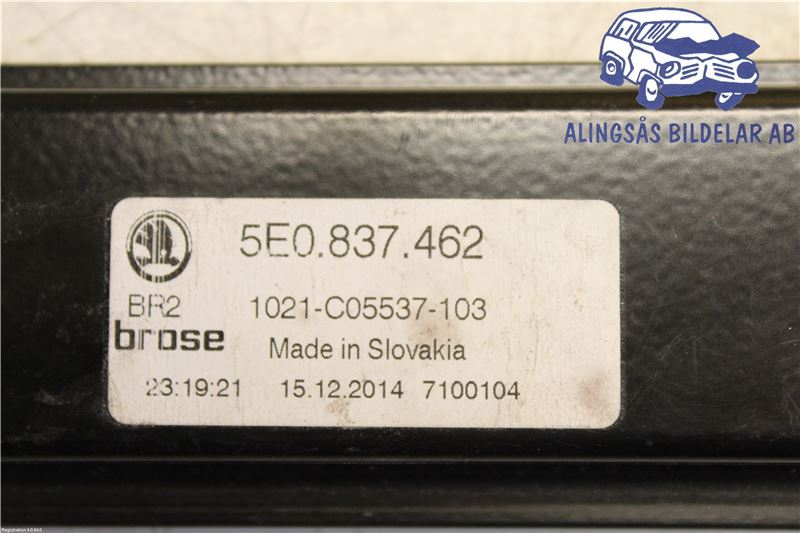 ALINGSÅS BILDELAR AB
5E0.837.462
BR2 1021-C05537-103
brose Made in Slovakia
23:19:21 15.12.2014 7100104